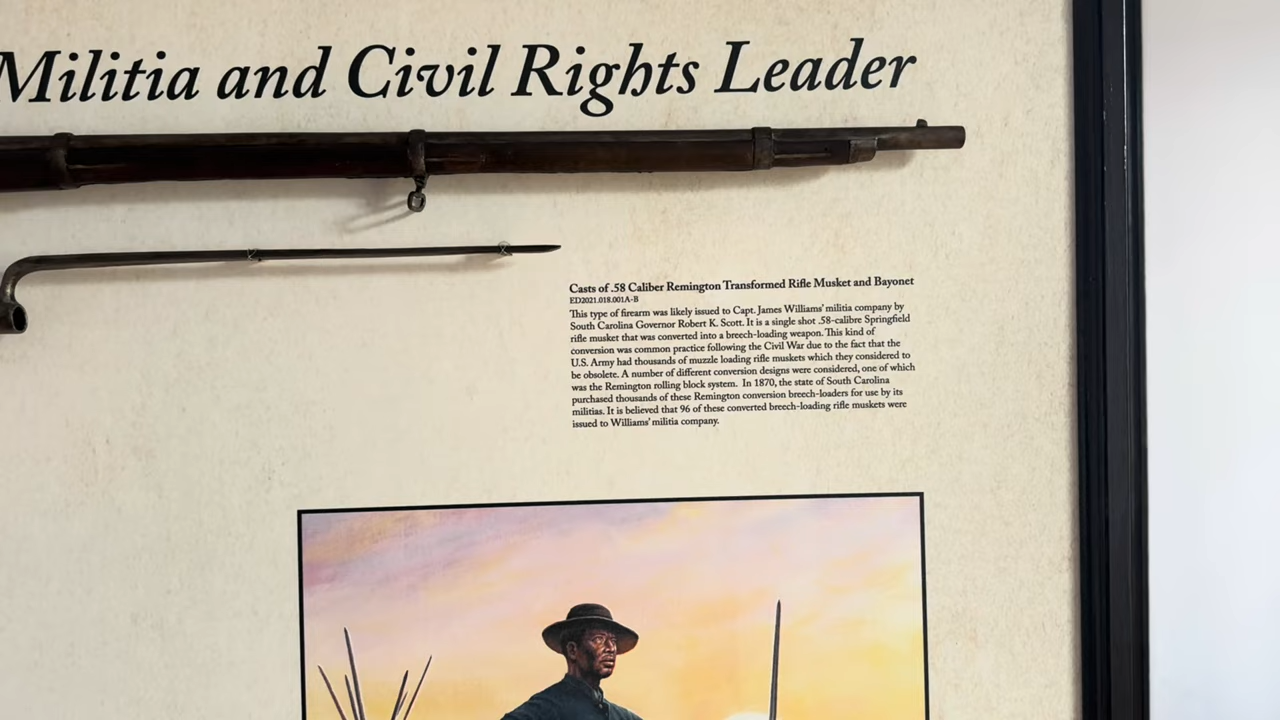 Militia and Civil Rights Leader
Casts of .58 Caliber Remington Transformed Rifle Musket and Bayonet
ED2021.018.001A-B
This type of firearm was likely issued to Capt. James Williams' militia company by
South Carolina Governor Robert K. Scott. It is a single shot .58-calibre Springfield
rifle musket that was converted into a breech-loading weapon. This kind of
conversion was common practice following the Civil War due to the fact that the
U.S. Army had thousands of muzzle loading rifle muskets which they considered to
be obsolete. A number of different conversion designs were considered, one of which
was the Remington rolling block system. In 1870, the state of South Carolina
purchased thousands of these Remington conversion breech-loaders for use by its
militias. It is believed that 96 of these converted breech-loading rifle muskets were
issued to Williams' militia company.